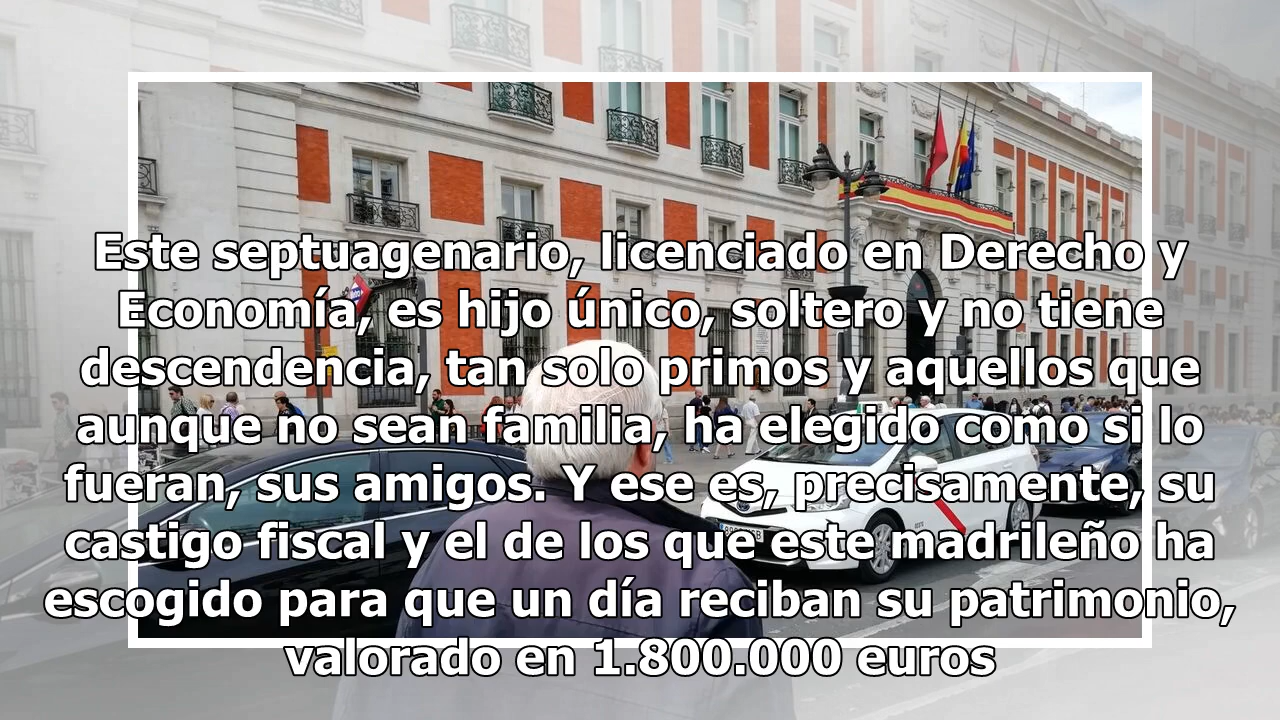 Este septuagenario, licenciado en Derecho y
Economía, es hijo único, soltero y no tiene
descendencia, tan solo primos y aquellos que
aunque no sean familia, ha elegido como si lo
fueran, sus amigos. Y ese es, precisamente, su
castigo fiscal y el de los que este madrileño ha
escogido para que un día reciban su patrimonio,
valorado en 1.800.000 euros